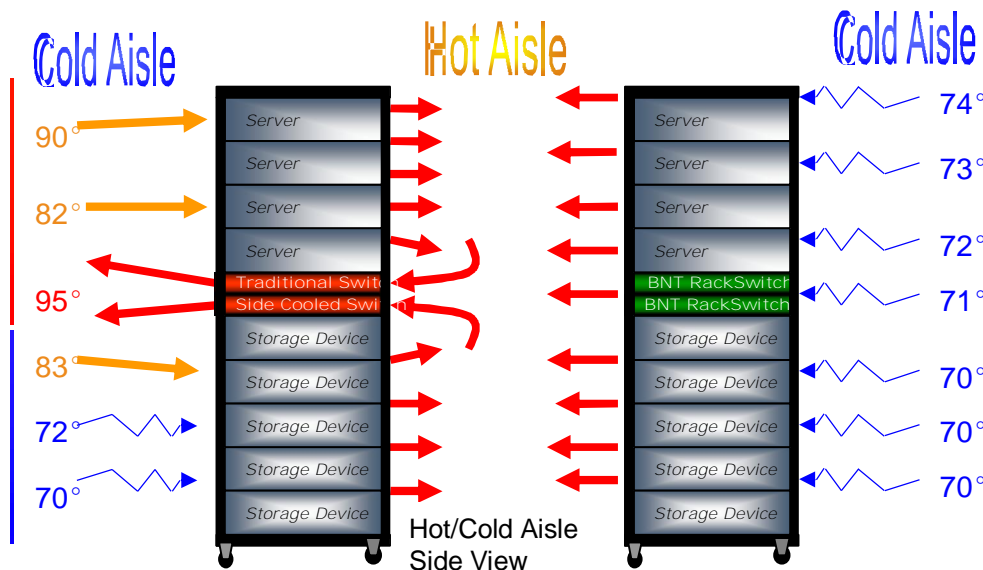 Cold Aisle
Hot Aisle
Cold Aisle
90°
82°
95°
83°
72°
70°
Server
Server
Server
Server
Traditional Switch
Side Cooled Switch
Storage Device
Storage Device
Storage Device
Storage Device
Storage Device
Hot/Cold Aisle
Side View
Server
Server
Server
Server
BNT RackSwitch
BNT RackSwitch
Storage Device
Storage Device
Storage Device
Storage Device
Storage Device
74°
73°
72°
71°
70°
70°
70°